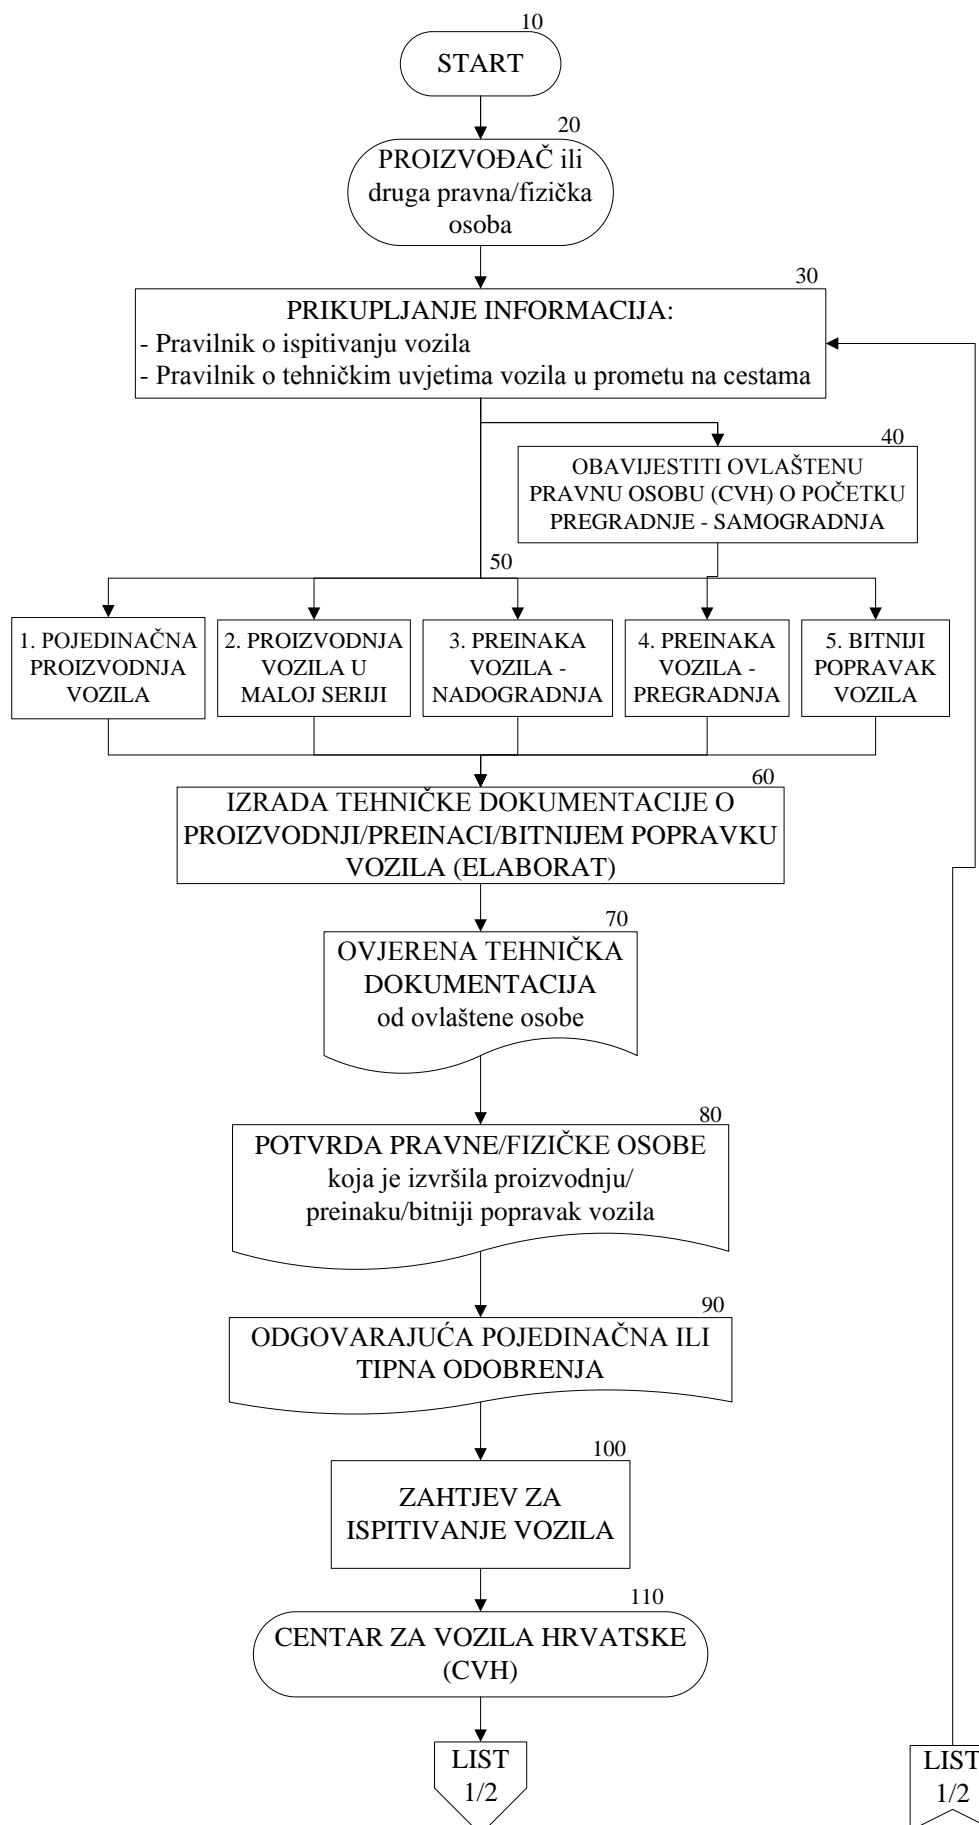 10
START
20
PROIZVOĐAČ ili
druga pravna/fizička
osoba
30
PRIKUPLJANJE INFORMACIJA:
- Pravilnik o ispitivanju vozila
- Pravilnik o tehničkim uvjetima vozila u prometu na cestama
40
OBAVIJESTITI OVLAŠTENU
PRAVNU OSOBU (CVH) O POČETKU
PREGRADNJE - SAMOGRADNJA
50
1. POJEDINAČNA
PROIZVODNJA
VOZILA
2. PROIZVODNJA
VOZILA U
MALOJ SERIJI
3. PREINAKA
VOZILA -
NADOGRADNJA
4. PREINAKA
VOZILA -
PREGRADNJA
5. BITNIJI
POPRAVAK
VOZILA
60
IZRADA TEHNIČKE DOKUMENTACIJE O
PROIZVODNJI/PREINACI/BITNIJEM POPRAVKU
VOZILA (ELABORAT)
70
OVJERENA TEHNIČKA
DOKUMENTACIJA
od ovlaštene osobe
80
POTVRDA PRAVNE/FIZIČKE OSOBE
koja je izvršila proizvodnju/
preinaku/bitniji popravak vozila
90
ODGOVARAJUĆA POJEDINAČNA ILI
TIPNA ODOBRENJA
100
ZAHTJEV ZA
ISPITIVANJE VOZILA
110
CENTAR ZA VOZILA HRVATSKE
(CVH)
LIST
1/2
LIST
1/2